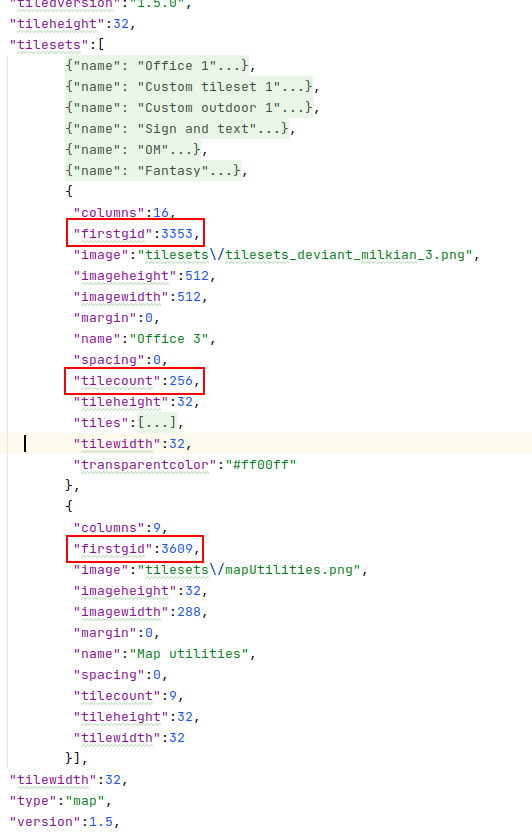 "tiledversion":"1.5.0",
"tileheight":32,
"tilesets":[
{"name": "Office 1"...},
{"name": "Custom tileset 1"...},
{"name": "Custom outdoor 1"...},
{"name": "Sign and text"...},
{"name": "OM"...},
{"name": "Fantasy"...},
{
"columns":16,
"firstgid":3353,
"image":"tilesets\/tilesets_deviant_milkian_3.png",
"imageheight":512,
"imagewidth":512,
"margin":0,
"name":"Office 3",
"spacing":0,
"tilecount":256,
"tileheight":32,
"tiles":[...],
"tilewidth":32,
"transparentcolor":"#ff00ff"
},
{
"columns":9,
"firstgid":3609,
"image":"tilesets\/mapUtilities.png",
"imageheight":32,
"imagewidth":288,
"margin":0,
"name":"Map utilities",
"spacing":0,
"tilecount":9,
"tileheight":32,
"tilewidth":32
}],
"tilewidth":32,
"type":"map",
"version":1.5,